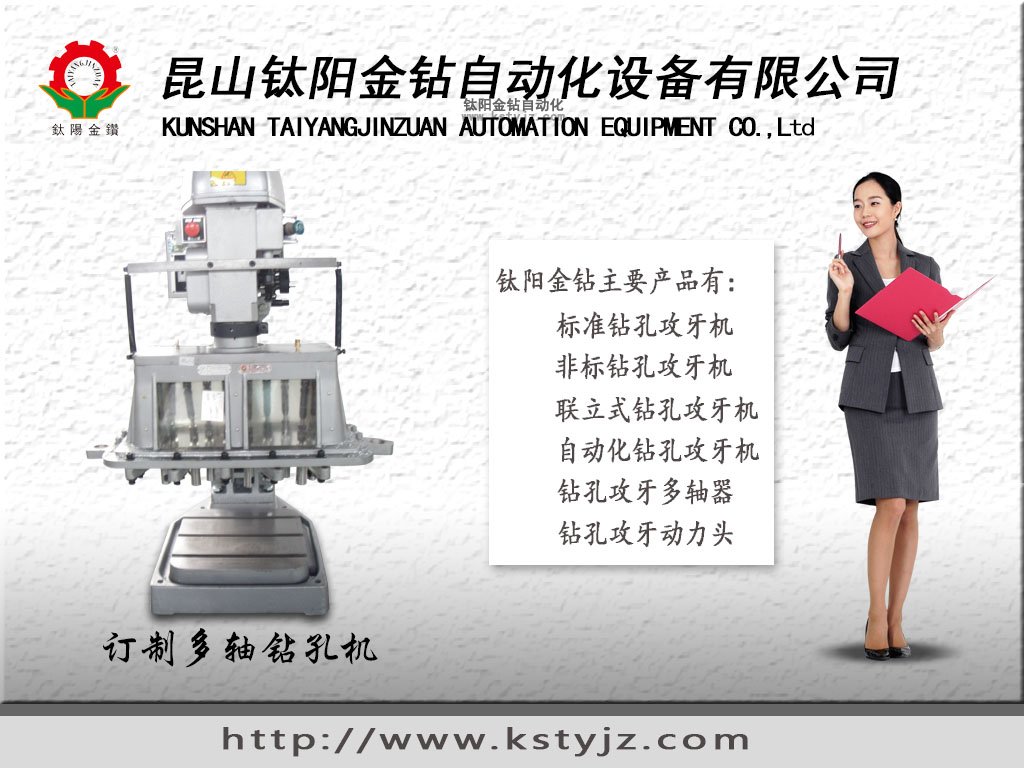 昆山钛阳金钻自动化设备有限公司
钛阳金钻自动化
www.kstyjz.com
KUNSHAN TAIYANGJINZUAN AUTOMATION EQUIPMENT CO.,Ltd
TAIYANGJINZUAN
®
鈦陽金鑽
钛阳金钻主要产品有：
标准钻孔攻牙机
非标钻孔攻牙机
联立式钻孔攻牙机
自动化钻孔攻牙机
钻孔攻牙多轴器
钻孔攻牙动力头
订制多轴钻孔机
http://www.kstyjz.com